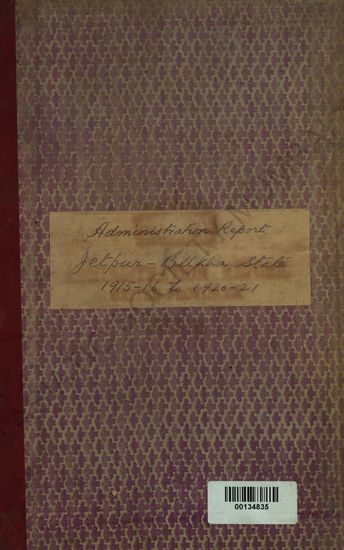 Administration Report
Jetpur - Bilkha State
1915-16 to 1920-21
00134835